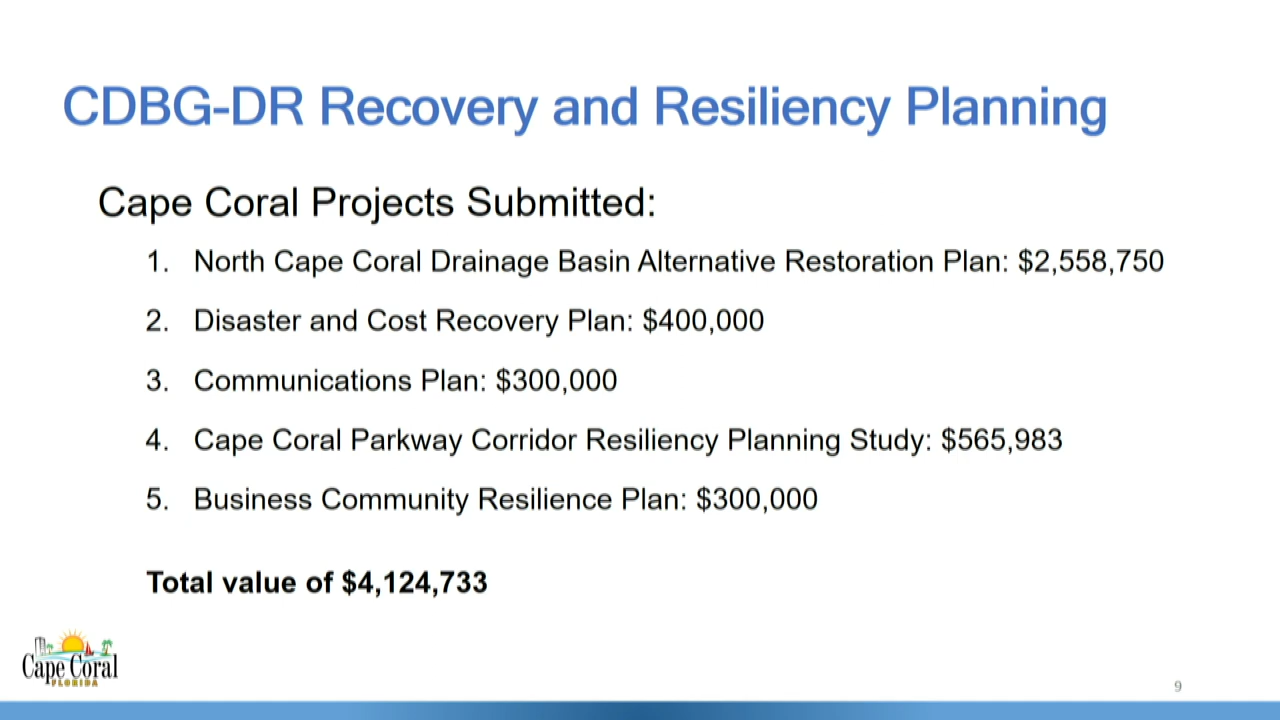 CDBG-DR Recovery and Resiliency Planning
Cape Coral Projects Submitted:
1. North Cape Coral Drainage Basin Alternative Restoration Plan: $2,558,750
2. Disaster and Cost Recovery Plan: $400,000
3. Communications Plan: $300,000
4. Cape Coral Parkway Corridor Resiliency Planning Study: $565,983
5. Business Community Resilience Plan: $300,000
Total value of $4,124,733
Cape Coral
FLORIDA
9